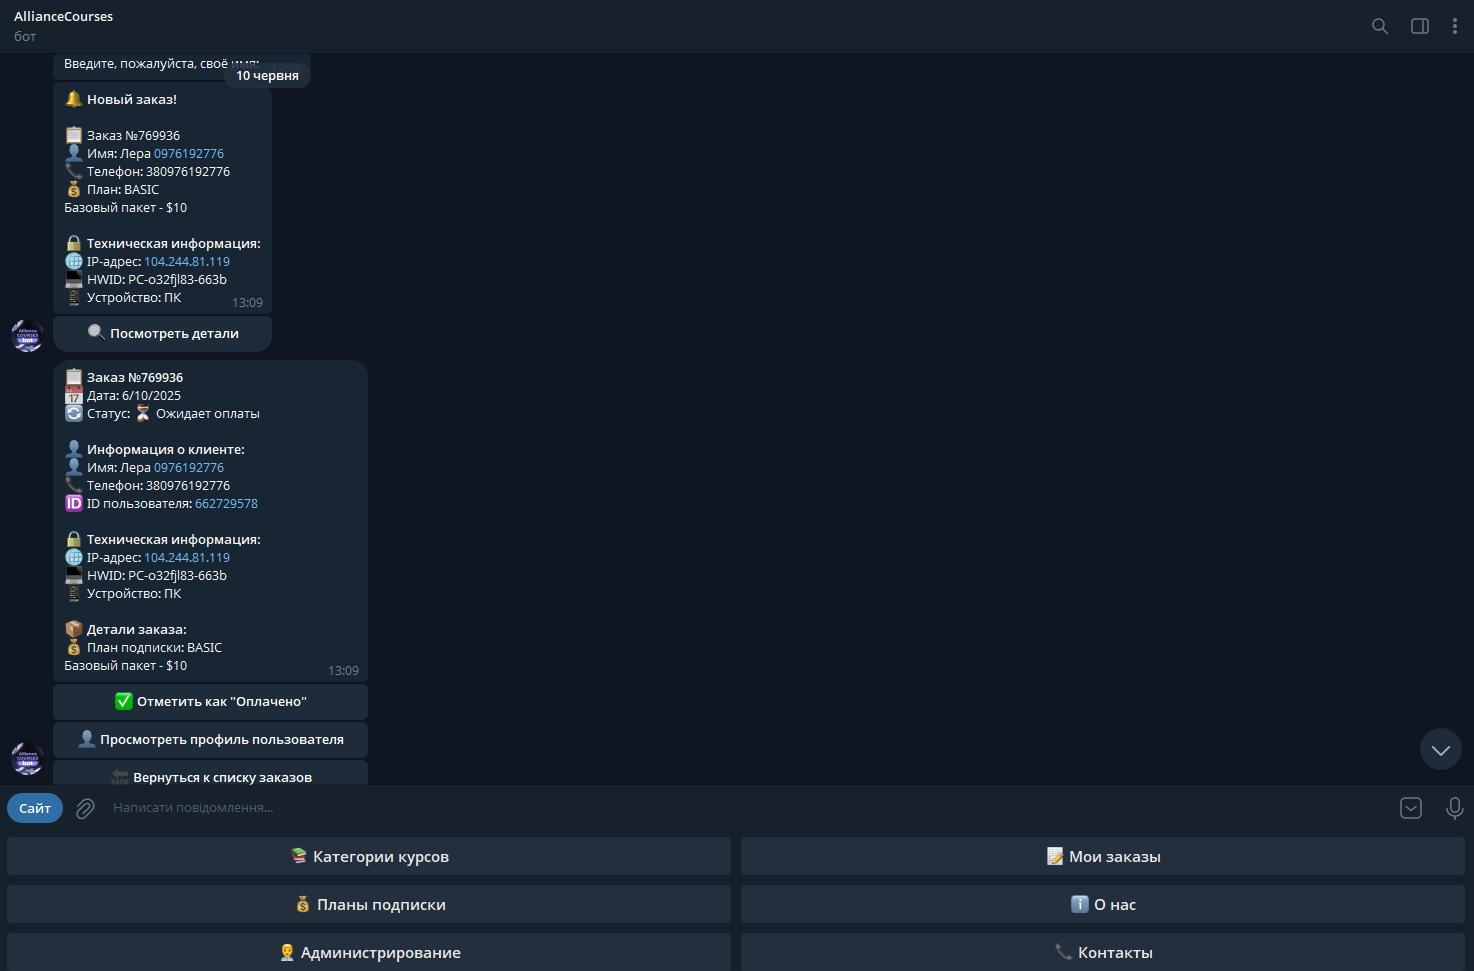 AllianceCourses
бот
Введите, пожалуйста, своё имя:
10 червня
Новый заказ!
Заказ №769936
Имя: Лера 0976192776
Телефон: 380976192776
План: BASIC
Базовый пакет - $10
Техническая информация:
IP-адрес: 104.244.81.119
HWID: PC-o32fjl83-663b
Устройство: ПК
13:09
Посмотреть детали
Заказ №769936
Дата: 6/10/2025
Статус: Ожидает оплаты
Информация о клиенте:
Имя: Лера 0976192776
Телефон: 380976192776
ID пользователя: 662729578
Техническая информация:
IP-адрес: 104.244.81.119
HWID: PC-o32fjl83-663b
Устройство: ПК
Детали заказа:
План подписки: BASIC
Базовый пакет - $10
13:09
Отметить как "Оплачено"
Просмотреть профиль пользователя
Вернуться к списку заказов
Сайт
Написати повідомлення...
Категории курсов
Мои заказы
Планы подписки
О нас
Администрирование
Контакты